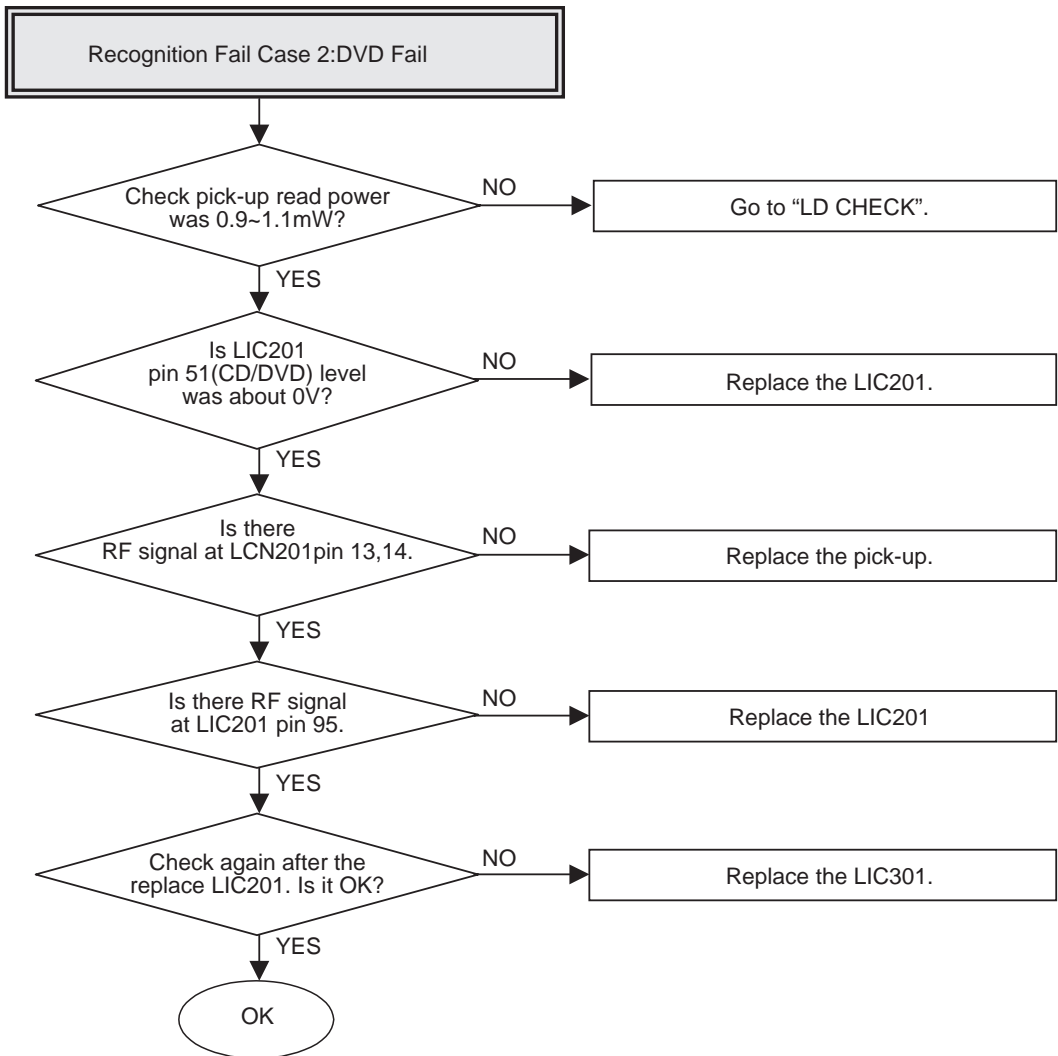 Recognition Fail Case 2:DVD Fail
Check pick-up read power
was 0.9~1.1mW?
NO
Go to “LD CHECK”.
YES
Is LIC201
pin 51(CD/DVD) level
was about 0V?
NO
Replace the LIC201.
YES
Is there
RF signal at LCN201pin 13,14.
NO
Replace the pick-up.
YES
Is there RF signal
at LIC201 pin 95.
NO
Replace the LIC201
YES
Check again after the
replace LIC201. Is it OK?
NO
Replace the LIC301.
YES
OK